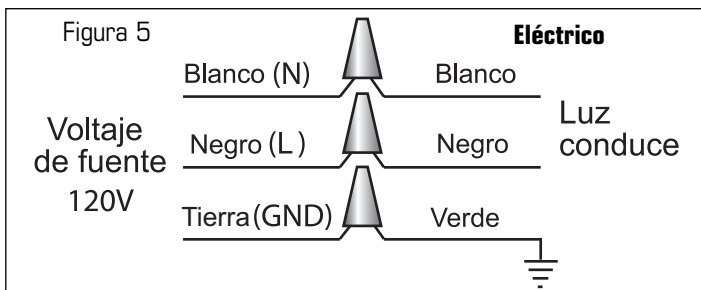 Figura 5
Eléctrico
Blanco (N)
Blanco
Voltaje
de fuente
120V
Negro (L)
Negro
Luz
conduce
Tierra (GND)
Verde